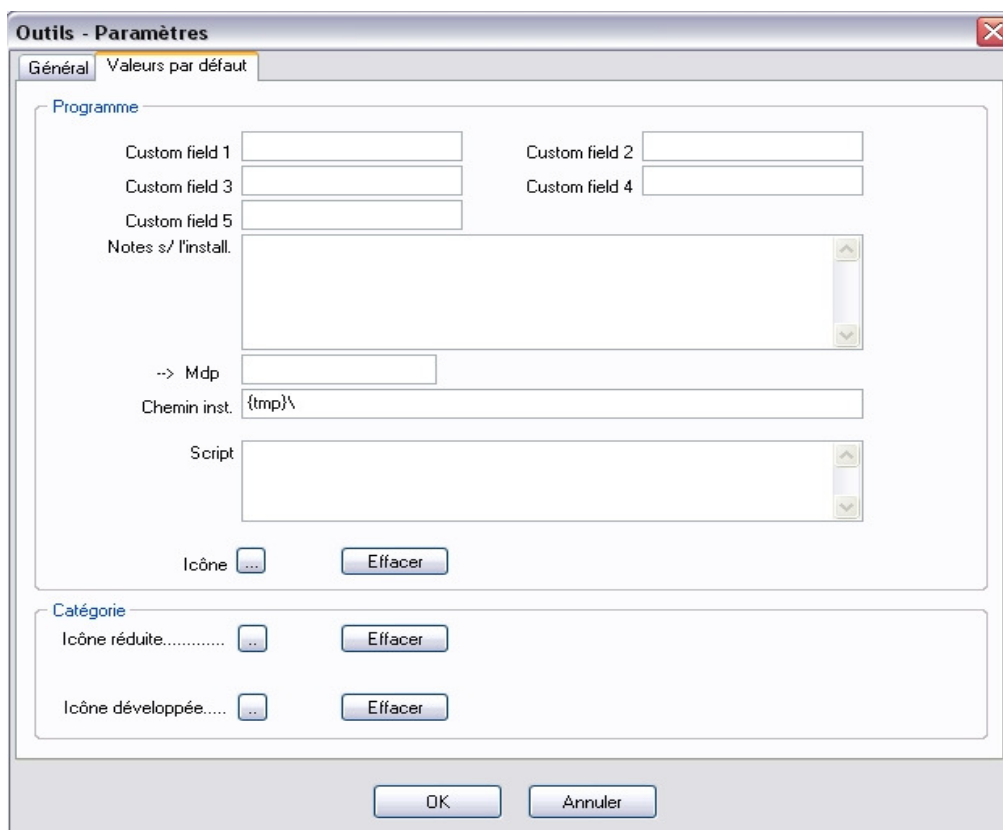 Outils - Paramètres
Général Valeurs par défaut
Programme
Custom field 1 Custom field 2
Custom field 3 Custom field 4
Custom field 5
Notes s/ l'install.
--> Mdp
Chemin inst. {tmp}\
Script
Icône ... Effacer
Catégorie
Icône réduite............. .. Effacer
Icône développée..... .. Effacer
OK Annuler